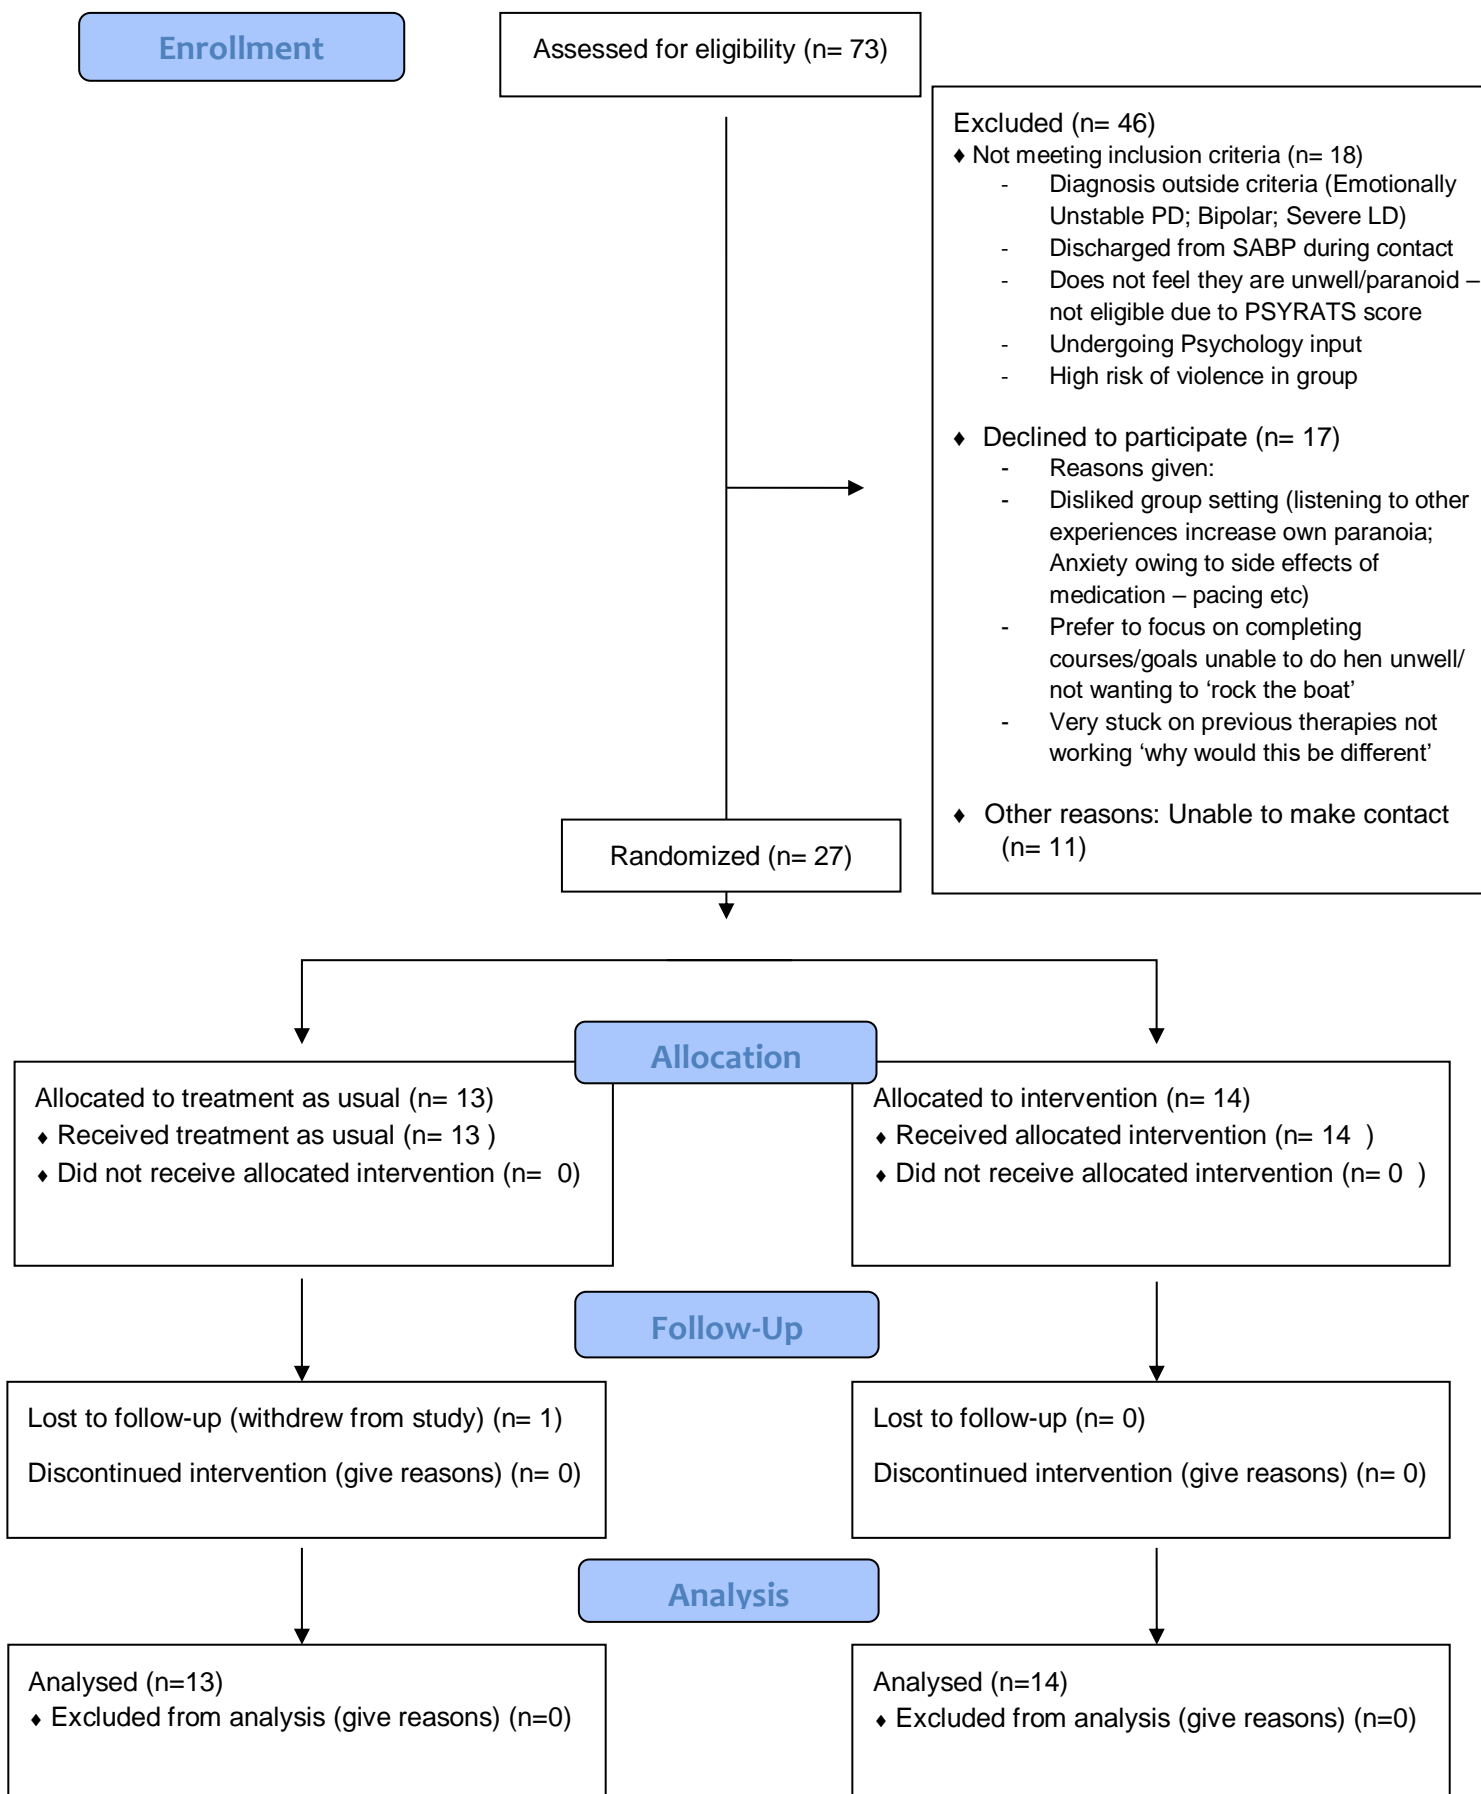 Enrollment
Assessed for eligibility (n= 73)
Excluded (n= 46)
♦ Not meeting inclusion criteria (n= 18)
- Diagnosis outside criteria (Emotionally
Unstable PD; Bipolar; Severe LD)
- Discharged from SABP during contact
- Does not feel they are unwell/paranoid –
not eligible due to PSYRATS score
- Undergoing Psychology input
- High risk of violence in group
♦ Declined to participate (n= 17)
- Reasons given:
- Disliked group setting (listening to other
experiences increase own paranoia;
Anxiety owing to side effects of
medication – pacing etc)
- Prefer to focus on completing
courses/goals unable to do hen unwell/
not wanting to ‘rock the boat’
- Very stuck on previous therapies not
working ‘why would this be different’
♦ Other reasons: Unable to make contact
(n= 11)
Randomized (n= 27)
Allocation
Allocated to treatment as usual (n= 13)
♦ Received treatment as usual (n= 13 )
♦ Did not receive allocated intervention (n=  0)
Allocated to intervention (n= 14)
♦ Received allocated intervention (n= 14  )
♦ Did not receive allocated intervention (n= 0  )
Follow-Up
Lost to follow-up (withdrew from study) (n= 1)
Discontinued intervention (give reasons) (n= 0)
Lost to follow-up (n= 0)
Discontinued intervention (give reasons) (n= 0)
Analysis
Analysed (n=13)
♦ Excluded from analysis (give reasons) (n=0)
Analysed (n=14)
♦ Excluded from analysis (give reasons) (n=0)